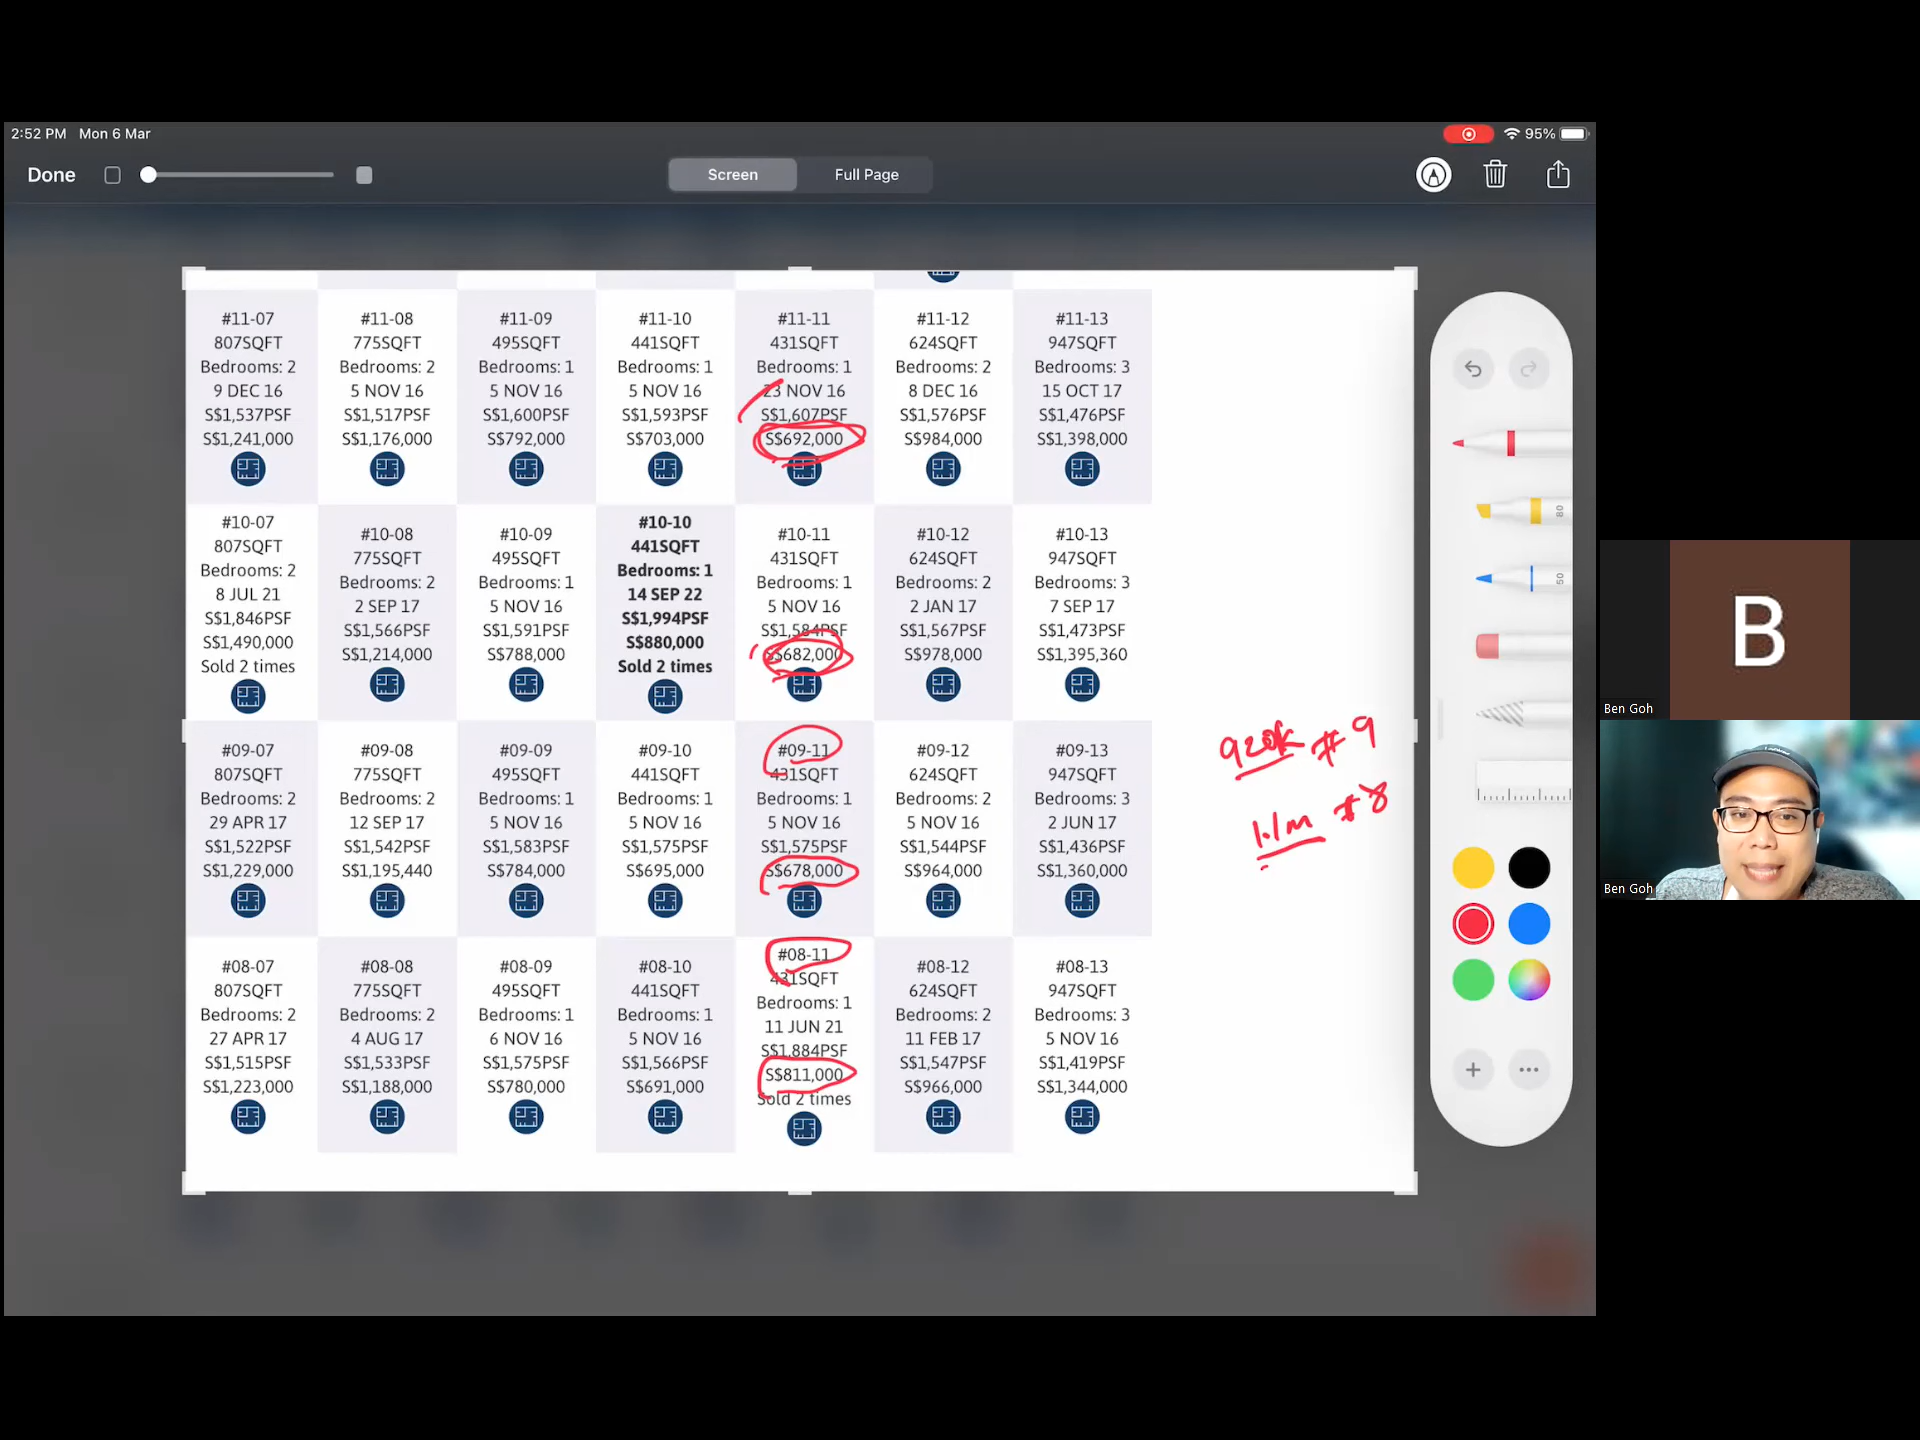 2:52 PM Mon 6 Mar
95%
Done
Screen
Full Page
#11-07
807SQFT
Bedrooms: 2
9 DEC 16
S$1,537PSF
S$1,241,000
#11-08
775SQFT
Bedrooms: 2
5 NOV 16
S$1,517PSF
S$1,176,000
#11-09
495SQFT
Bedrooms: 1
5 NOV 16
S$1,600PSF
S$792,000
#11-10
441SQFT
Bedrooms: 1
5 NOV 16
S$1,593PSF
S$703,000
#11-11
431SQFT
Bedrooms: 1
23 NOV 16
S$1,607PSF
S$692,000
#11-12
624SQFT
Bedrooms: 2
8 DEC 16
S$1,576PSF
S$984,000
#11-13
947SQFT
Bedrooms: 3
15 OCT 17
S$1,476PSF
S$1,398,000
#10-07
807SQFT
Bedrooms: 2
8 JUL 21
S$1,846PSF
S$1,490,000
Sold 2 times
#10-08
775SQFT
Bedrooms: 2
2 SEP 17
S$1,566PSF
S$1,214,000
#10-09
495SQFT
Bedrooms: 1
5 NOV 16
S$1,591PSF
S$788,000
#10-10
441SQFT
Bedrooms: 1
14 SEP 22
S$1,994PSF
S$880,000
Sold 2 times
#10-11
431SQFT
Bedrooms: 1
5 NOV 16
S$1,584PSF
S$682,000
#10-12
624SQFT
Bedrooms: 2
2 JAN 17
S$1,567PSF
S$978,000
#10-13
947SQFT
Bedrooms: 3
7 SEP 17
S$1,473PSF
S$1,395,360
#09-07
807SQFT
Bedrooms: 2
29 APR 17
S$1,522PSF
S$1,229,000
#09-08
775SQFT
Bedrooms: 2
12 SEP 17
S$1,542PSF
S$1,195,440
#09-09
495SQFT
Bedrooms: 1
5 NOV 16
S$1,583PSF
S$784,000
#09-10
441SQFT
Bedrooms: 1
5 NOV 16
S$1,575PSF
S$695,000
#09-11
431SQFT
Bedrooms: 1
5 NOV 16
S$1,575PSF
S$678,000
#09-12
624SQFT
Bedrooms: 2
5 NOV 16
S$1,544PSF
S$964,000
#09-13
947SQFT
Bedrooms: 3
2 JUN 17
S$1,436PSF
S$1,360,000
#08-07
807SQFT
Bedrooms: 2
27 APR 17
S$1,515PSF
S$1,223,000
#08-08
775SQFT
Bedrooms: 2
4 AUG 17
S$1,533PSF
S$1,188,000
#08-09
495SQFT
Bedrooms: 1
6 NOV 16
S$1,575PSF
S$780,000
#08-10
441SQFT
Bedrooms: 1
5 NOV 16
S$1,566PSF
S$691,000
#08-11
431SQFT
Bedrooms: 1
11 JUN 21
S$1,884PSF
S$811,000
Sold 2 times
#08-12
624SQFT
Bedrooms: 2
11 FEB 17
S$1,547PSF
S$966,000
#08-13
947SQFT
Bedrooms: 3
5 NOV 16
S$1,419PSF
S$1,344,000
920k #9
1.1m #8
80
50
B
Ben Goh
Ben Goh